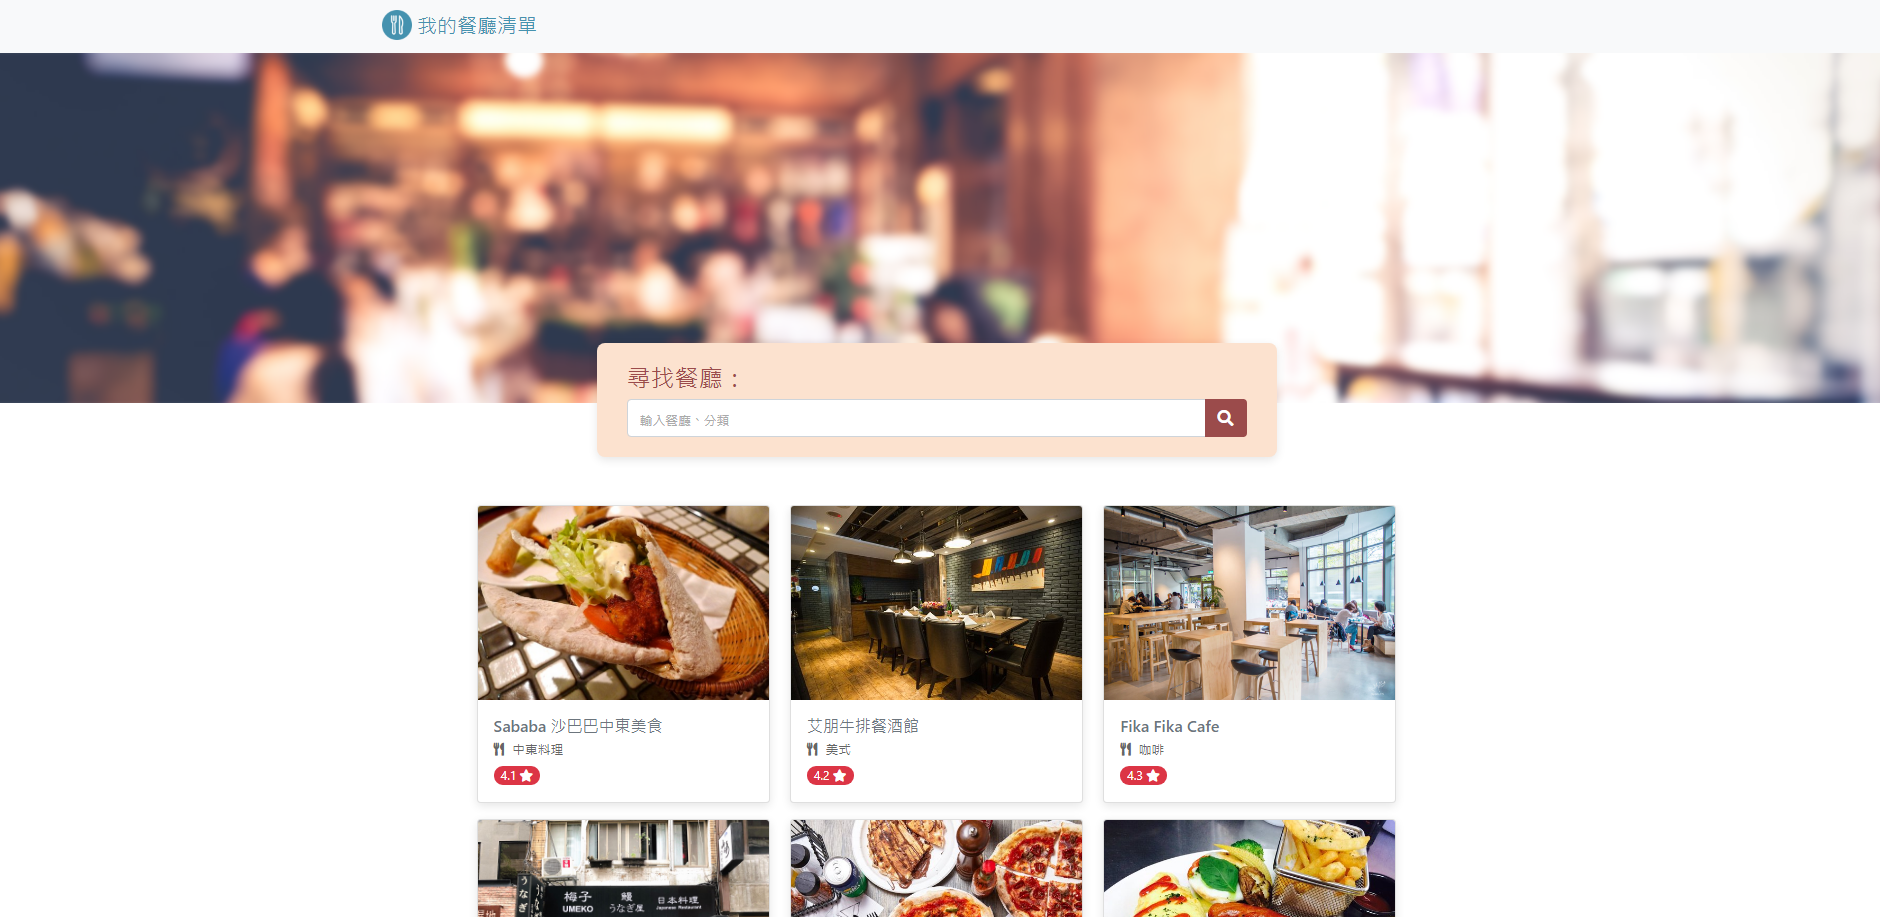 我的餐廳清單
尋找餐廳：
輸入餐廳、分類
Sababa 沙巴巴中東美食
中東料理
4.1
艾朋牛排餐酒館
美式
4.2
Fika Fika Cafe
咖啡
4.3
うなぎ
梅子 鰻 日本料理
UMEKO うなぎ屋 Japanese Restaurant